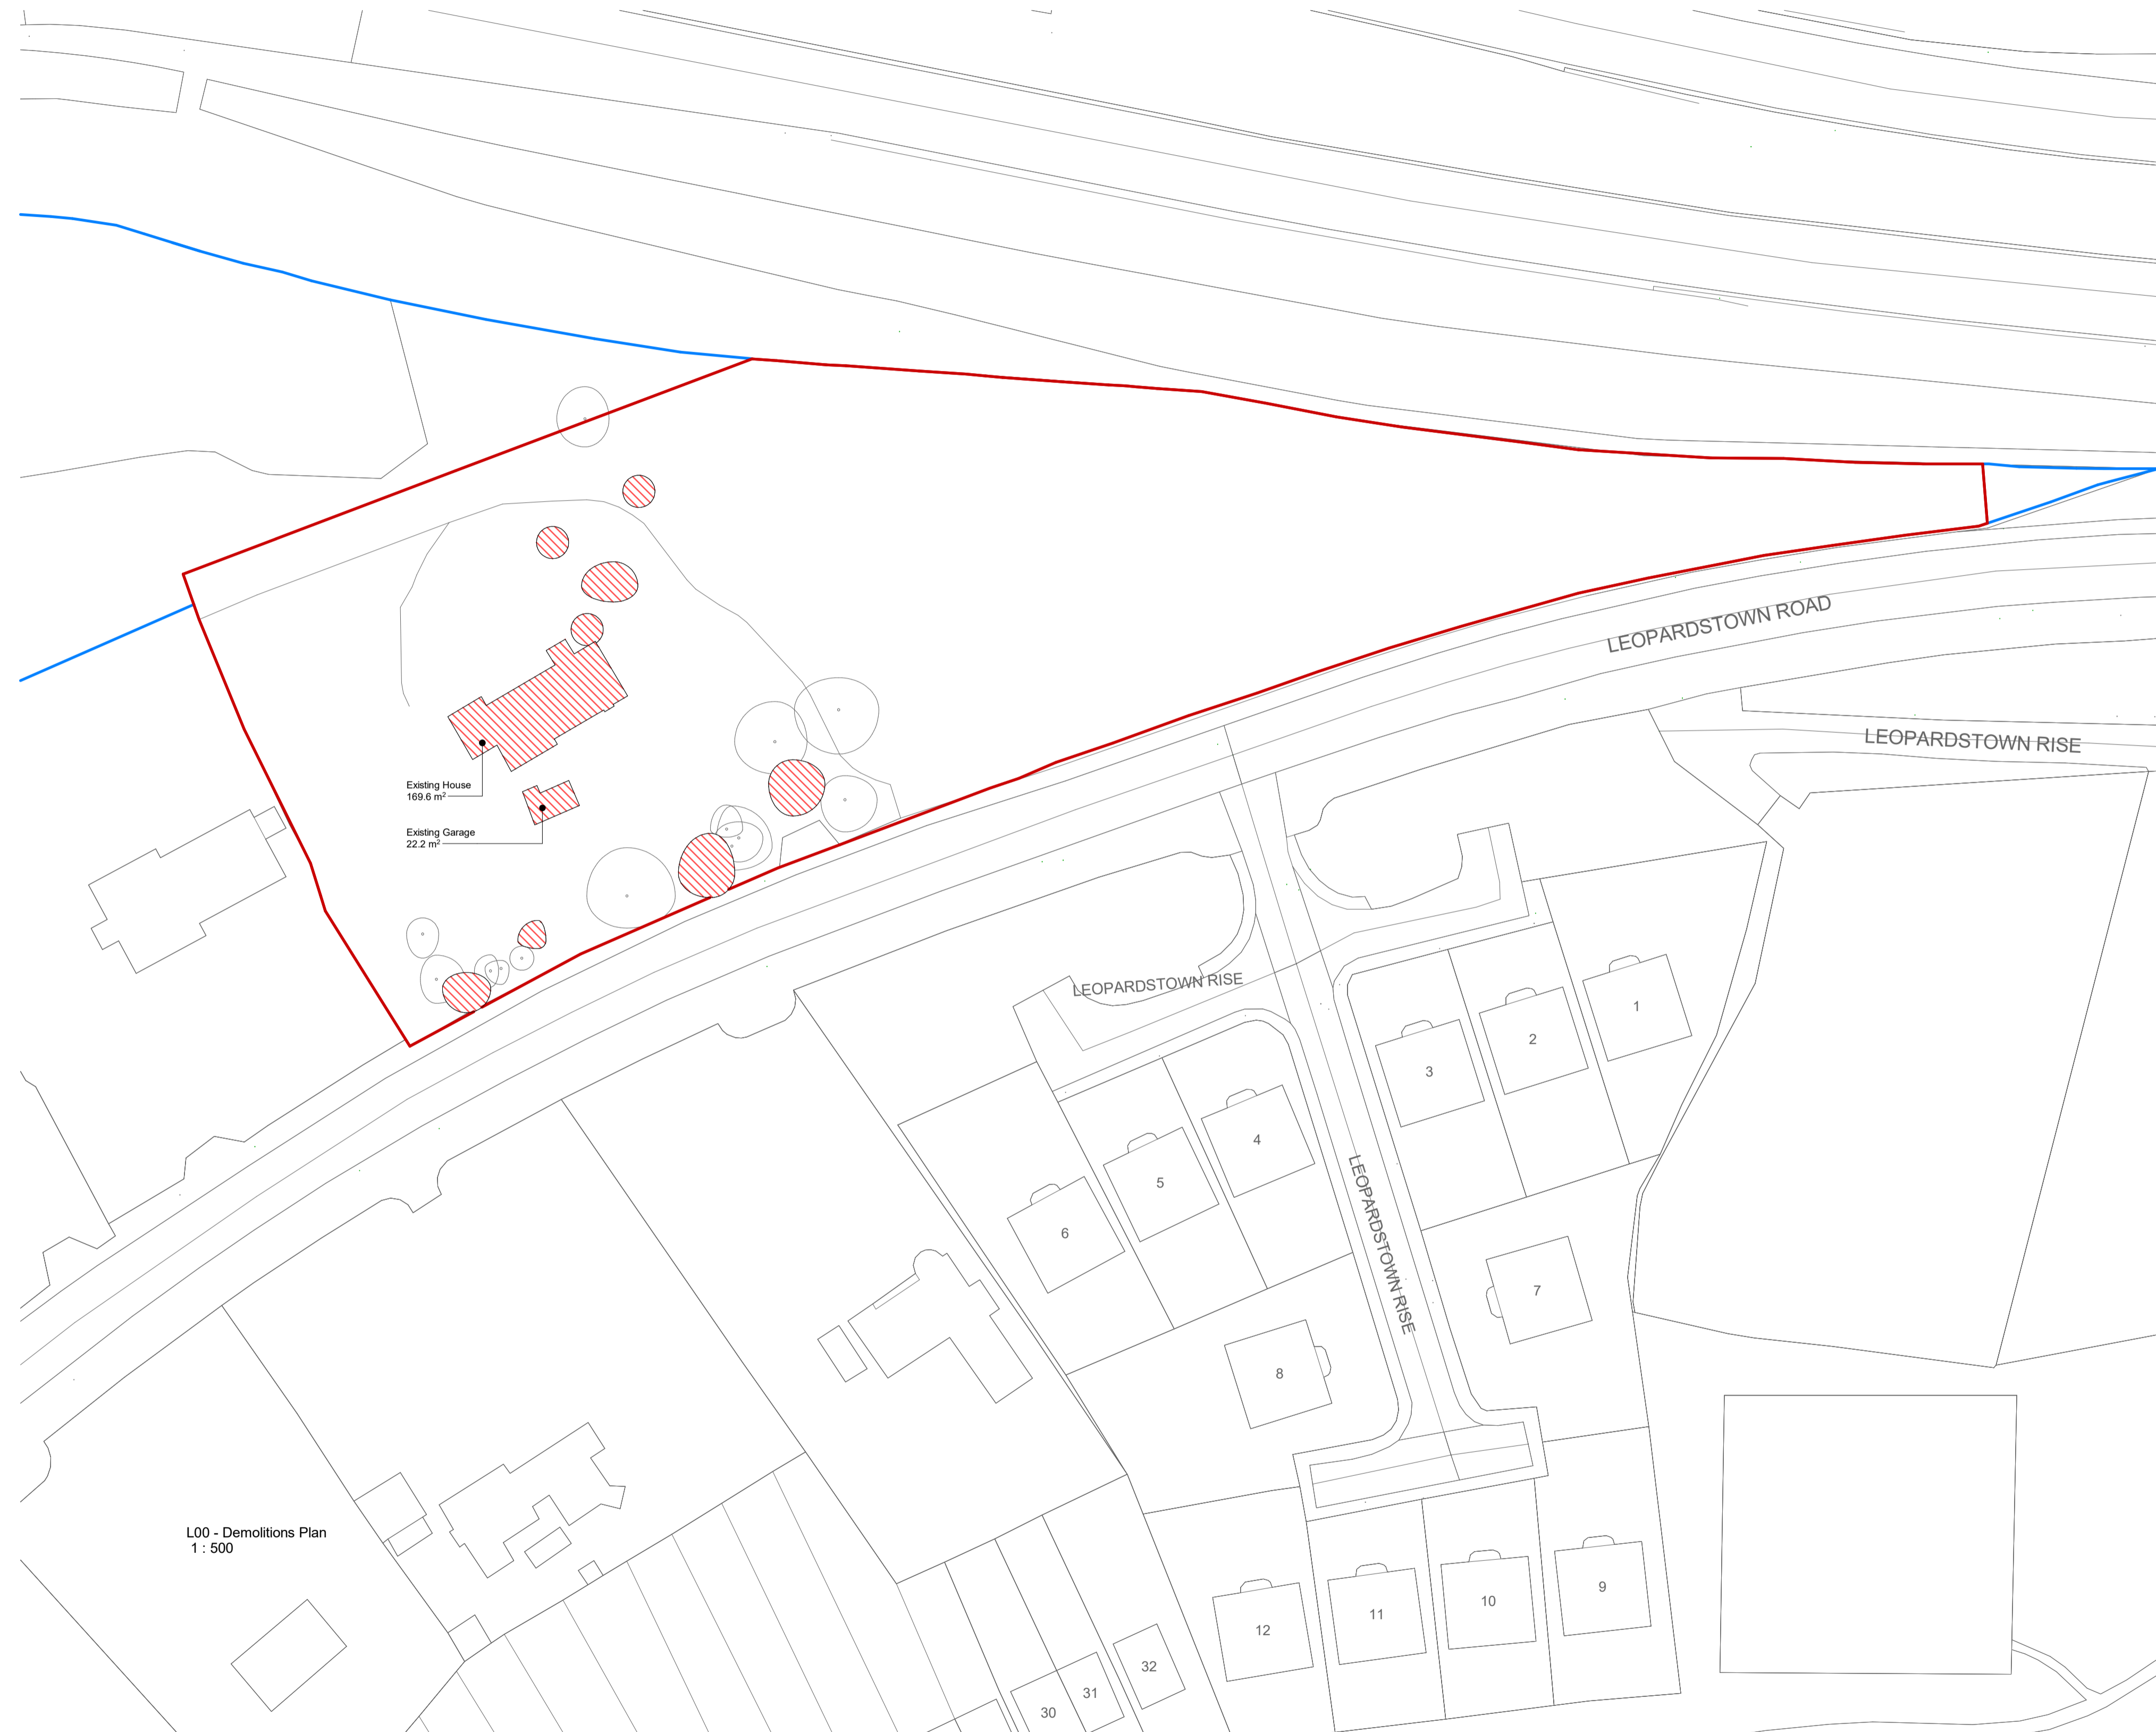 LEOPARDSTOWN ROAD
LEOPARDSTOWN RISE
Existing House
169.6 m²
Existing Garage
22.2 m²
LEOPARDSTOWN RISE
1
2
3
4
5
6
LEOPARDSTOWN RISE
7
8
L00 - Demolitions Plan
1 : 500
9
10
11
12
32
31
30